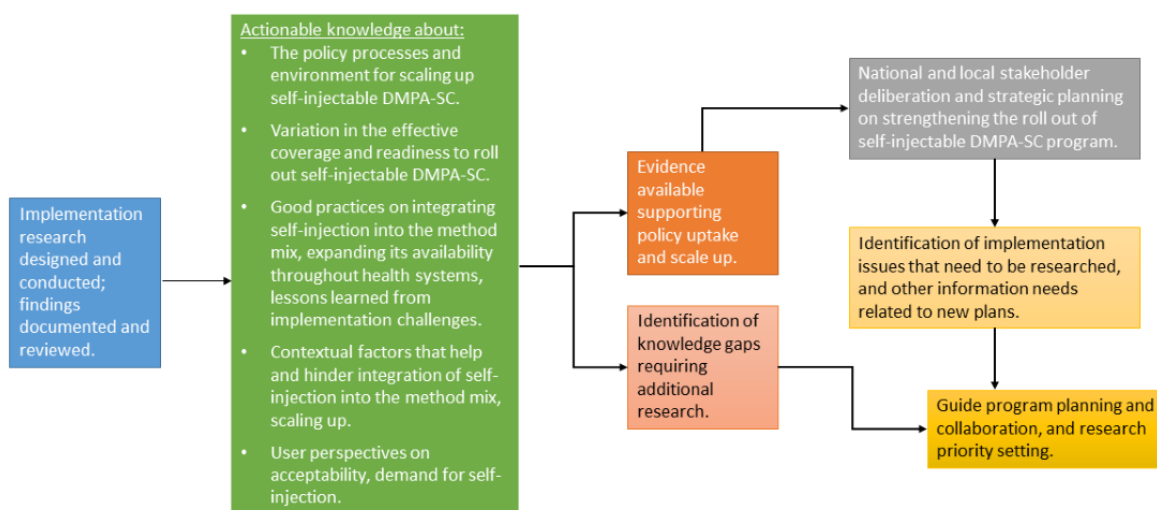 Implementation
research
designed and
conducted;
findings
documented and
reviewed.
Actionable knowledge about:
• The policy processes and
environment for scaling up
self-injectable DMPA-SC.
• Variation in the effective
coverage and readiness to roll
out self-injectable DMPA-SC.
• Good practices on integrating
self-injection into the method
mix, expanding its availability
throughout health systems,
lessons learned from
implementation challenges.
• Contextual factors that help
and hinder integration of self-
injection into the method mix,
scaling up.
• User perspectives on
acceptability, demand for self-
injection.
Evidence
available
supporting
policy uptake
and scale up.
Identification of
knowledge gaps
requiring
additional
research.
National and local stakeholder
deliberation and strategic planning
on strengthening the roll out of
self-injectable DMPA-SC program.
Identification of implementation
issues that need to be researched,
and other information needs
related to new plans.
Guide program planning and
collaboration, and research
priority setting.